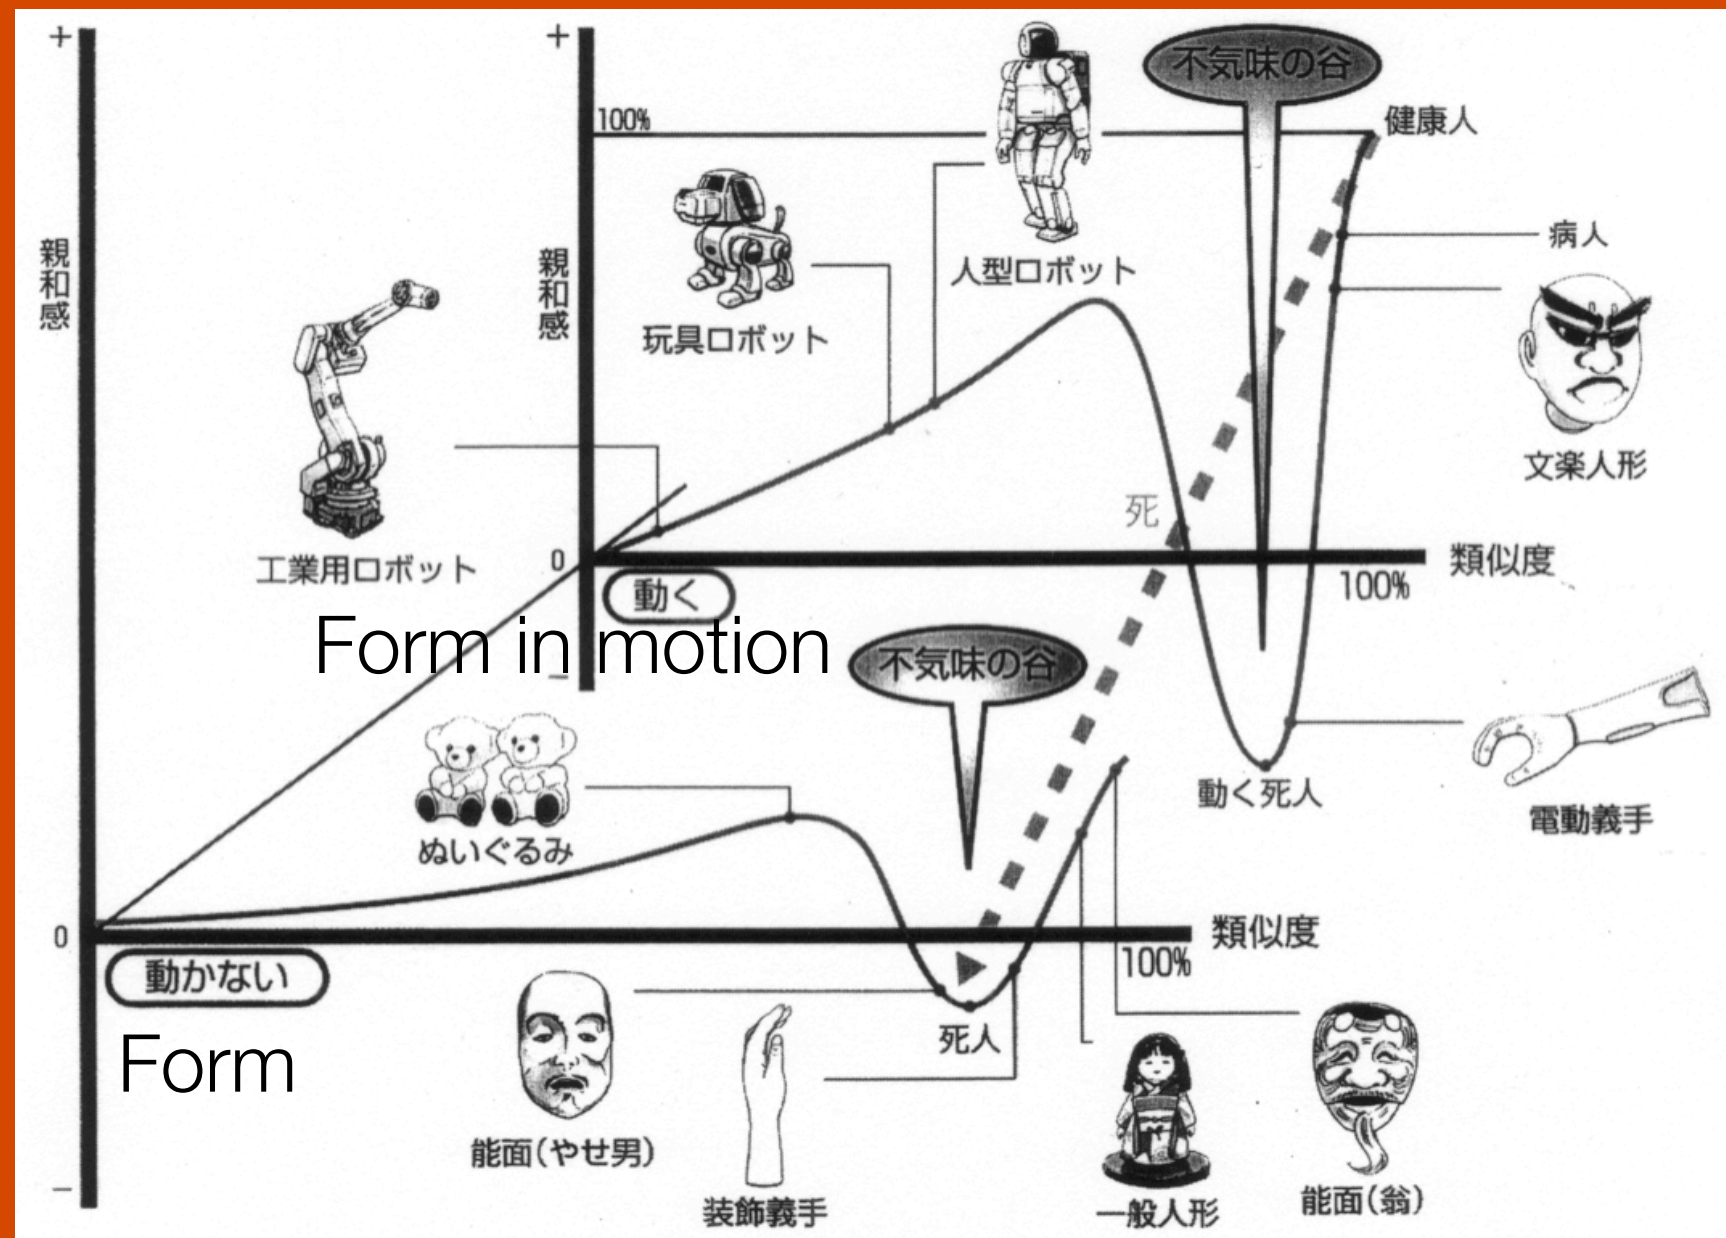 +
+
不気味の谷
100%
健康人
親和感
親和感
病人
人型ロボット
玩具ロボット
文楽人形
死
工業用ロボット
0
類似度
100%
動く
Form in motion
不気味の谷
−
動く死人
電動義手
ぬいぐるみ
0
類似度
100%
動かない
Form
死人
能面(やせ男)
−
装飾義手
一般人形
能面(翁)